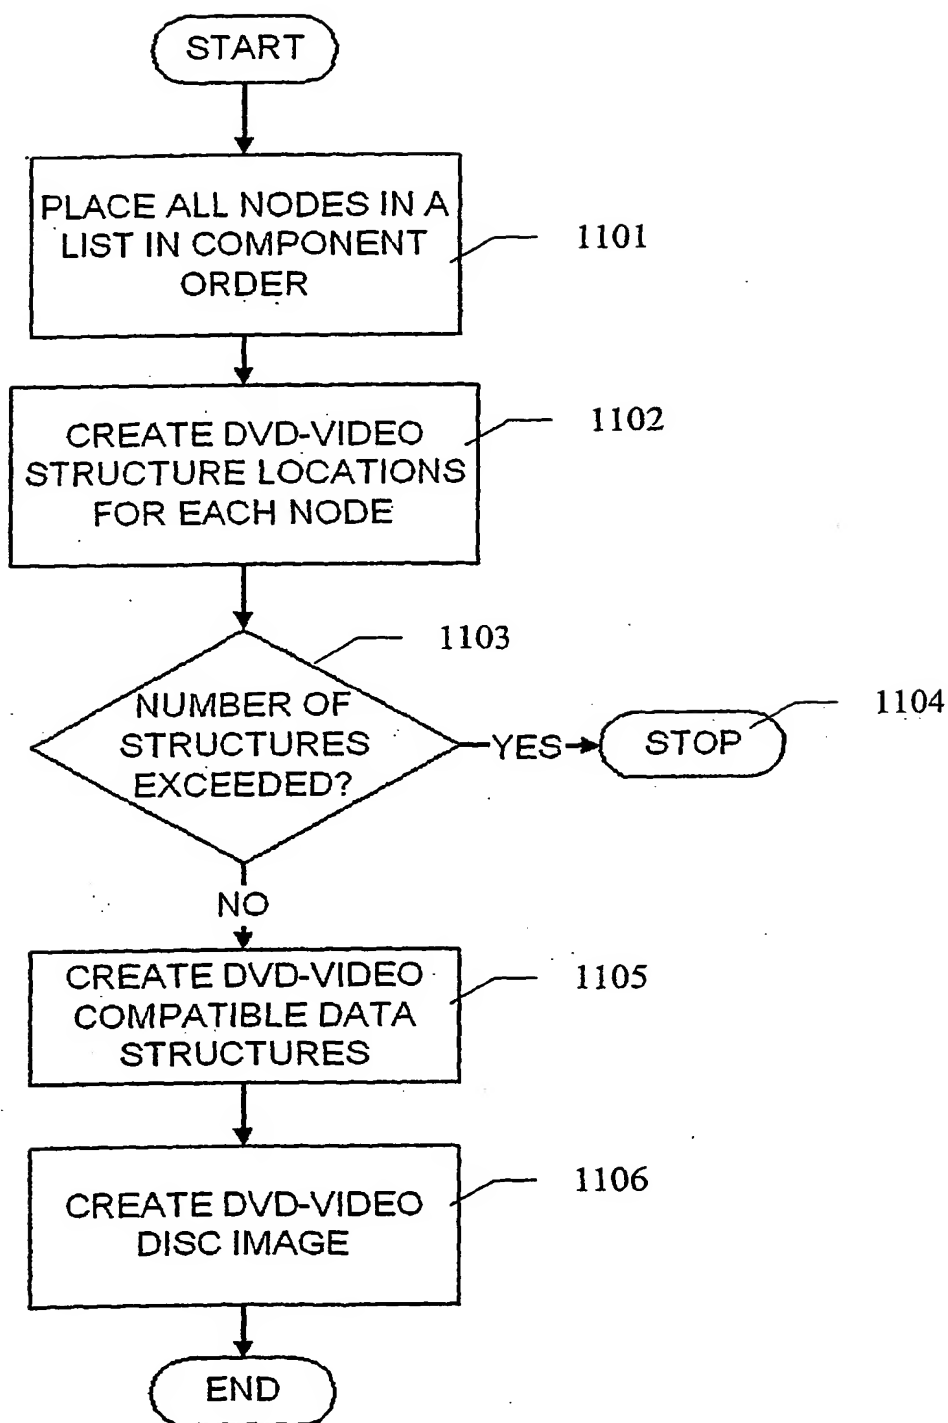 START
PLACE ALL NODES IN A
LIST IN COMPONENT
ORDER
1101
CREATE DVD-VIDEO
STRUCTURE LOCATIONS
FOR EACH NODE
1102
1103
NUMBER OF
STRUCTURES
EXCEEDED?
YES
STOP
1104
NO
CREATE DVD-VIDEO
COMPATIBLE DATA
STRUCTURES
1105
CREATE DVD-VIDEO
DISC IMAGE
1106
END